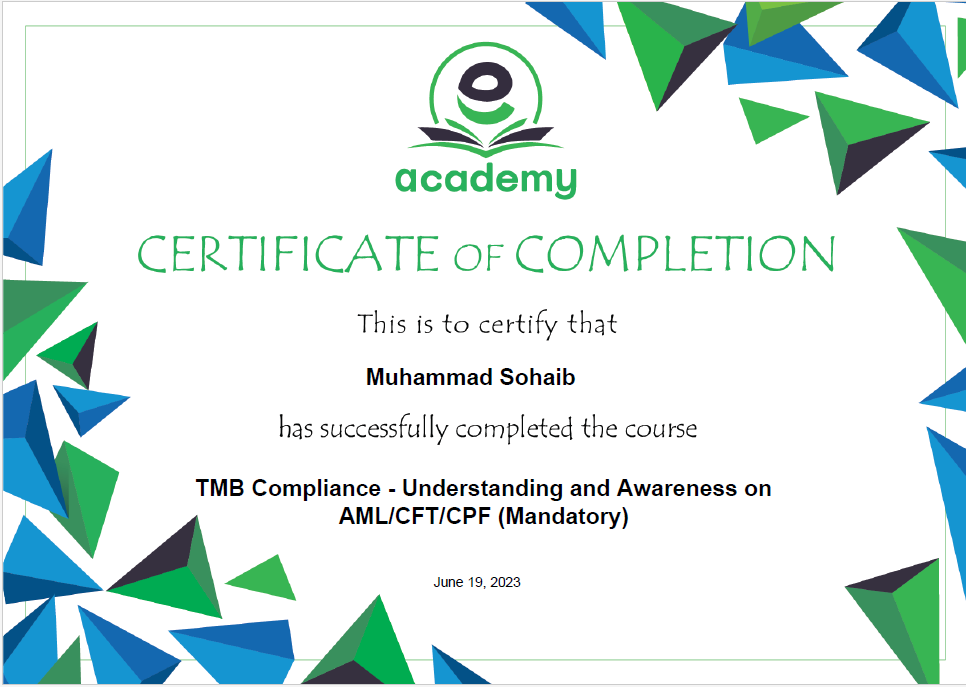 e
academy
CERTIFICATE OF COMPLETION
This is to certify that
Muhammad Sohaib
has successfully completed the course
TMB Compliance - Understanding and Awareness on
AML/CFT/CPF (Mandatory)
June 19, 2023